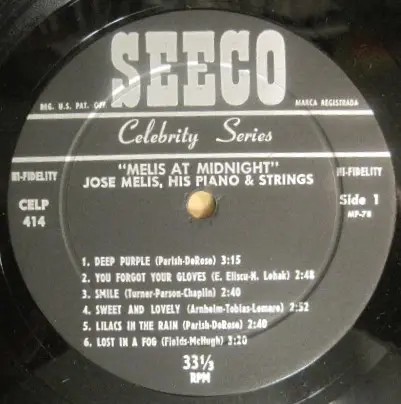 SEECO
REG. U.S. PAT. OFF
MARCA REGISTRADA
Celebrity Series
HI-FIDELITY
HI-FIDELITY
"MELIS AT MIDNIGHT"
JOSE MELIS, HIS PIANO & STRINGS
CELP
414
Side 1
MP-78
1. DEEP PURPLE (Parish-DeRose) 3:15
2. YOU FORGOT YOUR GLOVES (E. Eliscu-N. Lehak) 2:48
3. SMILE (Turner-Parson-Chaplin) 2:40
4. SWEET AND LOVELY (Arnheim-Tobias-Lemare) 2:52
5. LILACS IN THE RAIN (Parish-DeRose) 2:40
6. LOST IN A FOG (Fields-McHugh) 3:20
33⅓
RPM